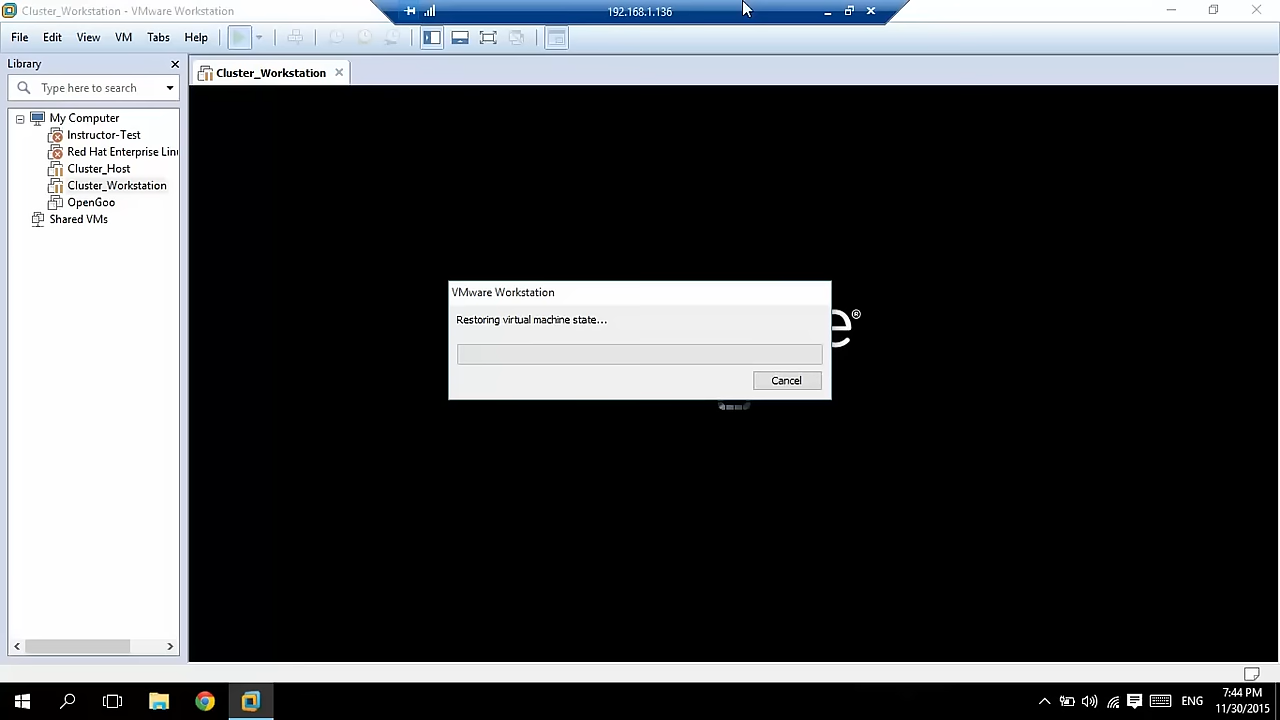 Cluster_Workstation - VMware Workstation
192.168.1.136
File Edit View VM Tabs Help
Library
Cluster_Workstation
Type here to search
My Computer
Instructor-Test
Red Hat Enterprise Lin
Cluster_Host
Cluster_Workstation
OpenGoo
Shared VMs
VMware Workstation
Restoring virtual machine state...
e®
Cancel
ENG
7:44 PM
11/30/2015